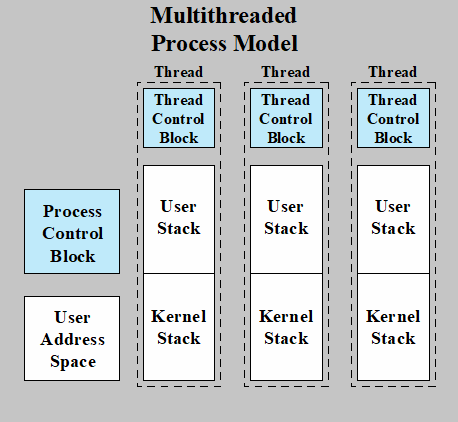 Multithreaded
Process Model
Thread
Thread
Thread
Thread
Control
Block
Thread
Control
Block
Thread
Control
Block
Process
Control
Block
User
Address
Space
User
Stack
Kernel
Stack
User
Stack
Kernel
Stack
User
Stack
Kernel
Stack